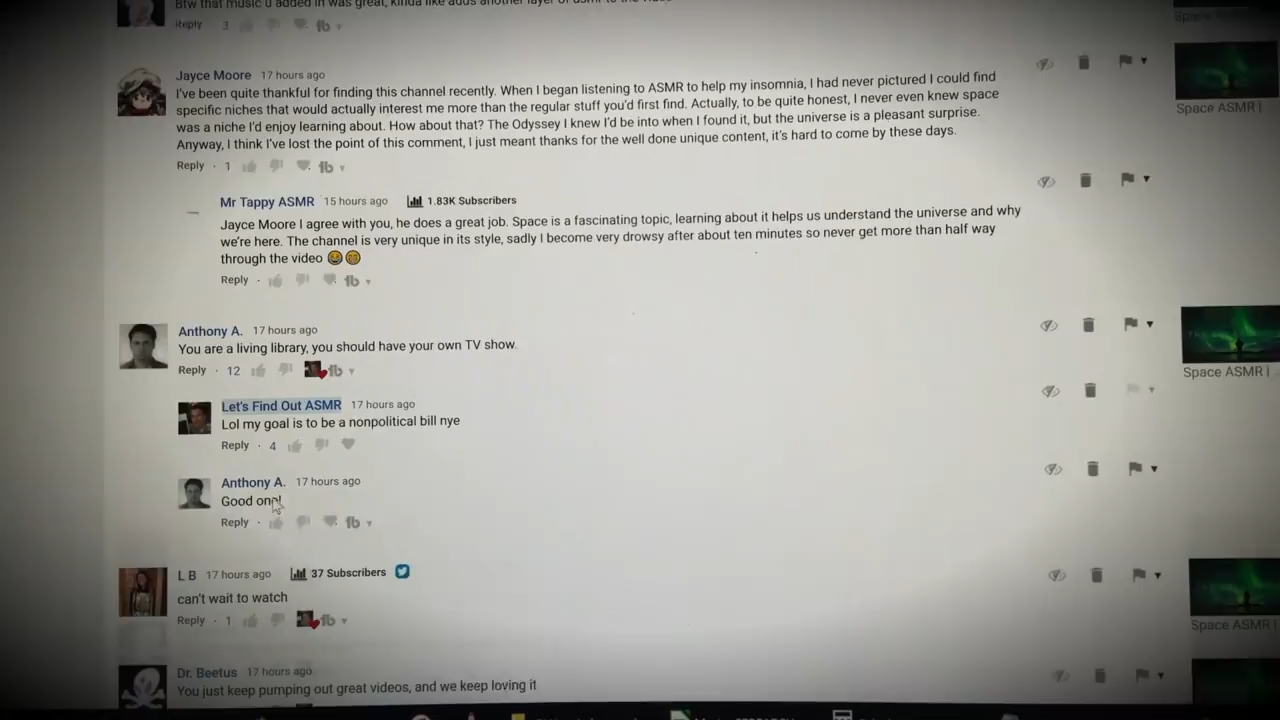 Btw that music u added in was great, kinda like adds another layer of asmr to the
Reply 3
Jayce Moore 17 hours ago
I've been quite thankful for finding this channel recently. When I began listening to ASMR to help my insomnia, I had never pictured I could find
specific niches that would actually interest me more than the regular stuff you'd first find. Actually, to be quite honest, I never even knew space
was a niche I'd enjoy learning about. How about that? The Odyssey I knew I'd be into when I found it, but the universe is a pleasant surprise.
Anyway, I think I've lost the point of this comment, I just meant thanks for the well done unique content, it's hard to come by these days.
Reply · 1 tb
Space ASMR |
Mr Tappy ASMR 15 hours ago 1.83K Subscribers
Jayce Moore I agree with you, he does a great job. Space is a fascinating topic, learning about it helps us understand the universe and why
we're here. The channel is very unique in its style, sadly I become very drowsy after about ten minutes so never get more than half way
through the video 😄😁
Reply · tb
Anthony A. 17 hours ago
You are a living library, you should have your own TV show.
Reply · 12 tb
Space ASMR |
Let's Find Out ASMR 17 hours ago
Lol my goal is to be a nonpolitical bill nye
Reply · 4
Anthony A. 17 hours ago
Good one!
Reply · tb
L B 17 hours ago 37 Subscribers
can't wait to watch
Reply · 1 tb
Space ASMR |
Dr. Beetus 17 hours ago
You just keep pumping out great videos, and we keep loving it